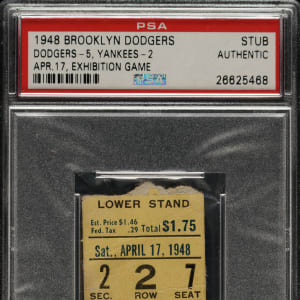 PSA
1948 BROOKLYN DODGERS STUB
DODGERS - 5, YANKEES - 2 AUTHENTIC
APR.17, EXHIBITION GAME 26625468
LOWER STAND
Est. Price $1.46
Fed. Tax .29 Total $1.75
Sat., APRIL 17, 1948
2 2 7
SEC. ROW SEAT